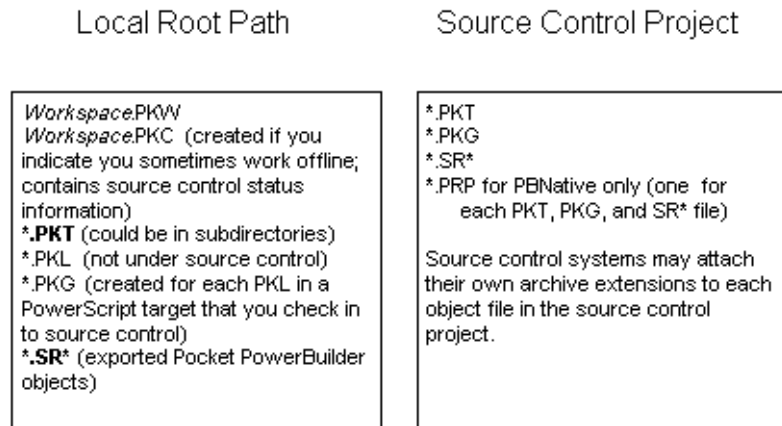 Local Root Path
Workspace.PKW
Workspace.PKC (created if you
indicate you sometimes work offline;
contains source control status
information)
*.PKT (could be in subdirectories)
*.PKL (not under source control)
*.PKG (created for each PKL in a
PowerScript target that you check in
to source control)
*.SR* (exported Pocket PowerBuilder
objects)
Source Control Project
*.PKT
*.PKG
*.SR*
*.PRP for PBNative only (one for
each PKT, PKG, and SR* file)
Source control systems may attach
their own archive extensions to each
object file in the source control
project.